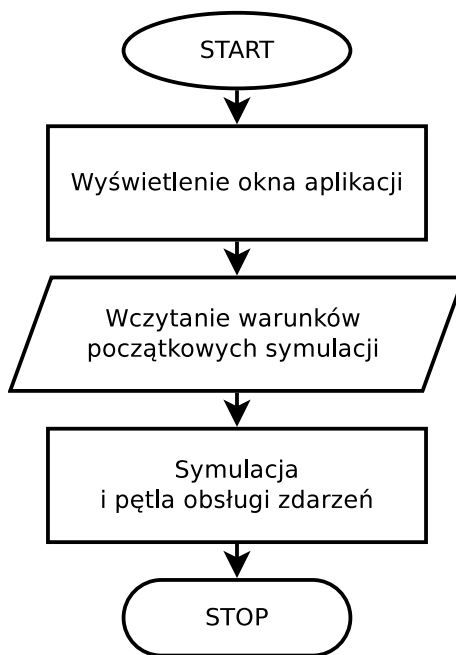 START
Wyświetlenie okna aplikacji
Wczytanie warunków
początkowych symulacji
Symulacja
i pętla obsługi zdarzeń
STOP